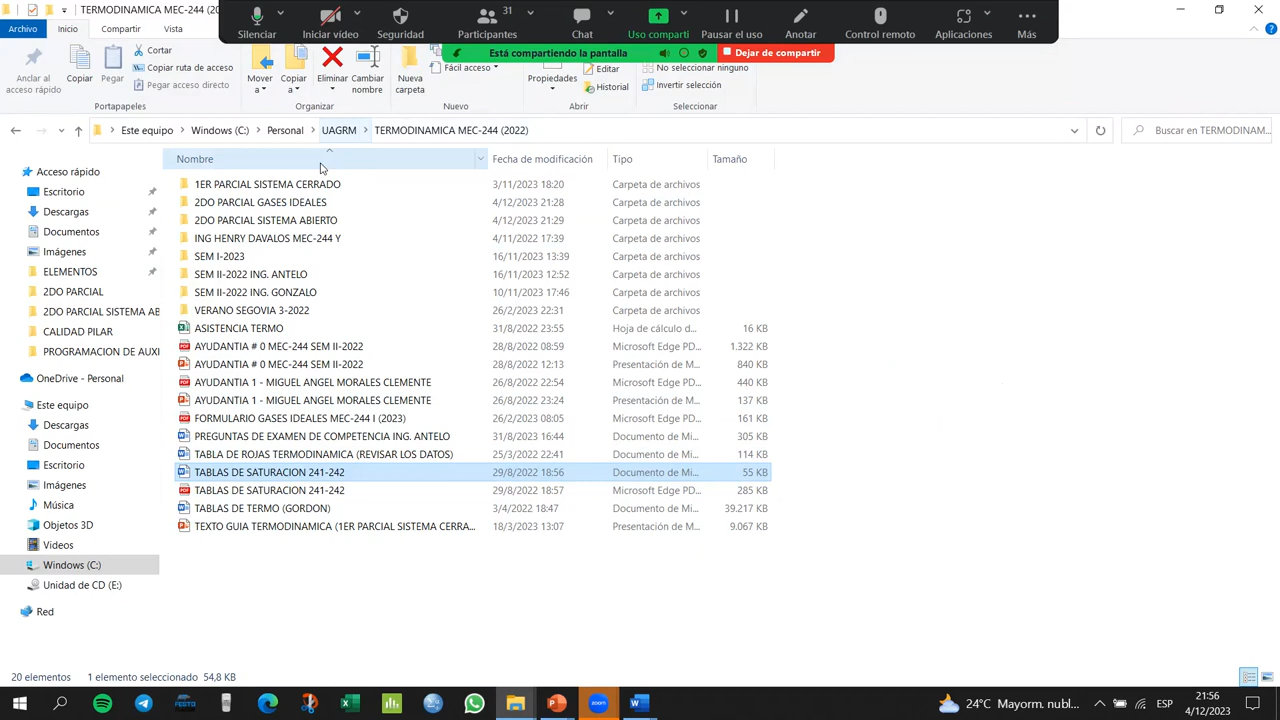 TERMODINAMICA MEC-244 (20
Silenciar
Iniciar vídeo
Seguridad
31
Participantes
Chat
Uso comparti
Pausar el uso
Anotar
Control remoto
Aplicaciones
Más
Está compartiendo la pantalla
Dejar de compartir
Archivo
Inicio
Compartir
Vista
Anclar al acceso rápido
Copiar
Pegar
Cortar
Copiar ruta de acceso
Pegar acceso directo
Portapapeles
Mover a
Copiar a
Eliminar
Cambiar nombre
Organizar
Nueva carpeta
Fácil acceso
Nuevo
Propiedades
Editar
Historial
Abrir
No seleccionar ninguno
Invertir selección
Seleccionar
Este equipo > Windows (C:) > Personal > UAGRM > TERMODINAMICA MEC-244 (2022)
Buscar en TERMODINAM...
Acceso rápido
Escritorio
Descargas
Documentos
Imágenes
ELEMENTOS
2DO PARCIAL
2DO PARCIAL SISTEMA AB
CALIDAD PILAR
PROGRAMACION DE AUXI
OneDrive - Personal
Este equipo
Descargas
Documentos
Escritorio
Imágenes
Música
Objetos 3D
Videos
Windows (C:)
Unidad de CD (E:)
Red
Nombre Fecha de modificación Tipo Tamaño
1ER PARCIAL SISTEMA CERRADO 3/11/2023 18:20 Carpeta de archivos
2DO PARCIAL GASES IDEALES 4/12/2023 21:28 Carpeta de archivos
2DO PARCIAL SISTEMA ABIERTO 4/12/2023 21:29 Carpeta de archivos
ING HENRY DAVALOS MEC-244 Y 4/11/2022 17:39 Carpeta de archivos
SEM I-2023 16/11/2023 13:39 Carpeta de archivos
SEM II-2022 ING. ANTELO 16/11/2023 12:52 Carpeta de archivos
SEM II-2022 ING. GONZALO 10/11/2023 17:46 Carpeta de archivos
VERANO SEGOVIA 3-2022 26/2/2023 22:31 Carpeta de archivos
ASISTENCIA TERMO 31/8/2022 23:55 Hoja de cálculo d... 16 KB
AYUDANTIA # 0 MEC-244 SEM II-2022 28/8/2022 08:59 Microsoft Edge PD... 1.322 KB
AYUDANTIA # 0 MEC-244 SEM II-2022 28/8/2022 12:13 Presentación de M... 840 KB
AYUDANTIA 1 - MIGUEL ANGEL MORALES CLEMENTE 26/8/2022 22:54 Microsoft Edge PD... 440 KB
AYUDANTIA 1 - MIGUEL ANGEL MORALES CLEMENTE 26/8/2022 23:24 Presentación de M... 137 KB
FORMULARIO GASES IDEALES MEC-244 I (2023) 26/2/2023 08:05 Microsoft Edge PD... 161 KB
PREGUNTAS DE EXAMEN DE COMPETENCIA ING. ANTELO 31/8/2023 16:44 Documento de Mi... 305 KB
TABLA DE ROJAS TERMODINAMICA (REVISAR LOS DATOS) 25/3/2022 22:41 Documento de Mi... 114 KB
TABLAS DE SATURACION 241-242 29/8/2022 18:56 Documento de Mi... 55 KB
TABLAS DE SATURACION 241-242 29/8/2022 18:57 Microsoft Edge PD... 285 KB
TABLAS DE TERMO (GORDON) 3/4/2022 18:47 Documento de Mi... 39.217 KB
TEXTO GUIA TERMODINAMICA (1ER PARCIAL SISTEMA CERRA... 18/3/2023 13:07 Presentación de M... 9.067 KB
20 elementos 1 elemento seleccionado 54,8 KB
FESTO
zoom
24°C Mayorm. nubl...
ESP
21:56
4/12/2023